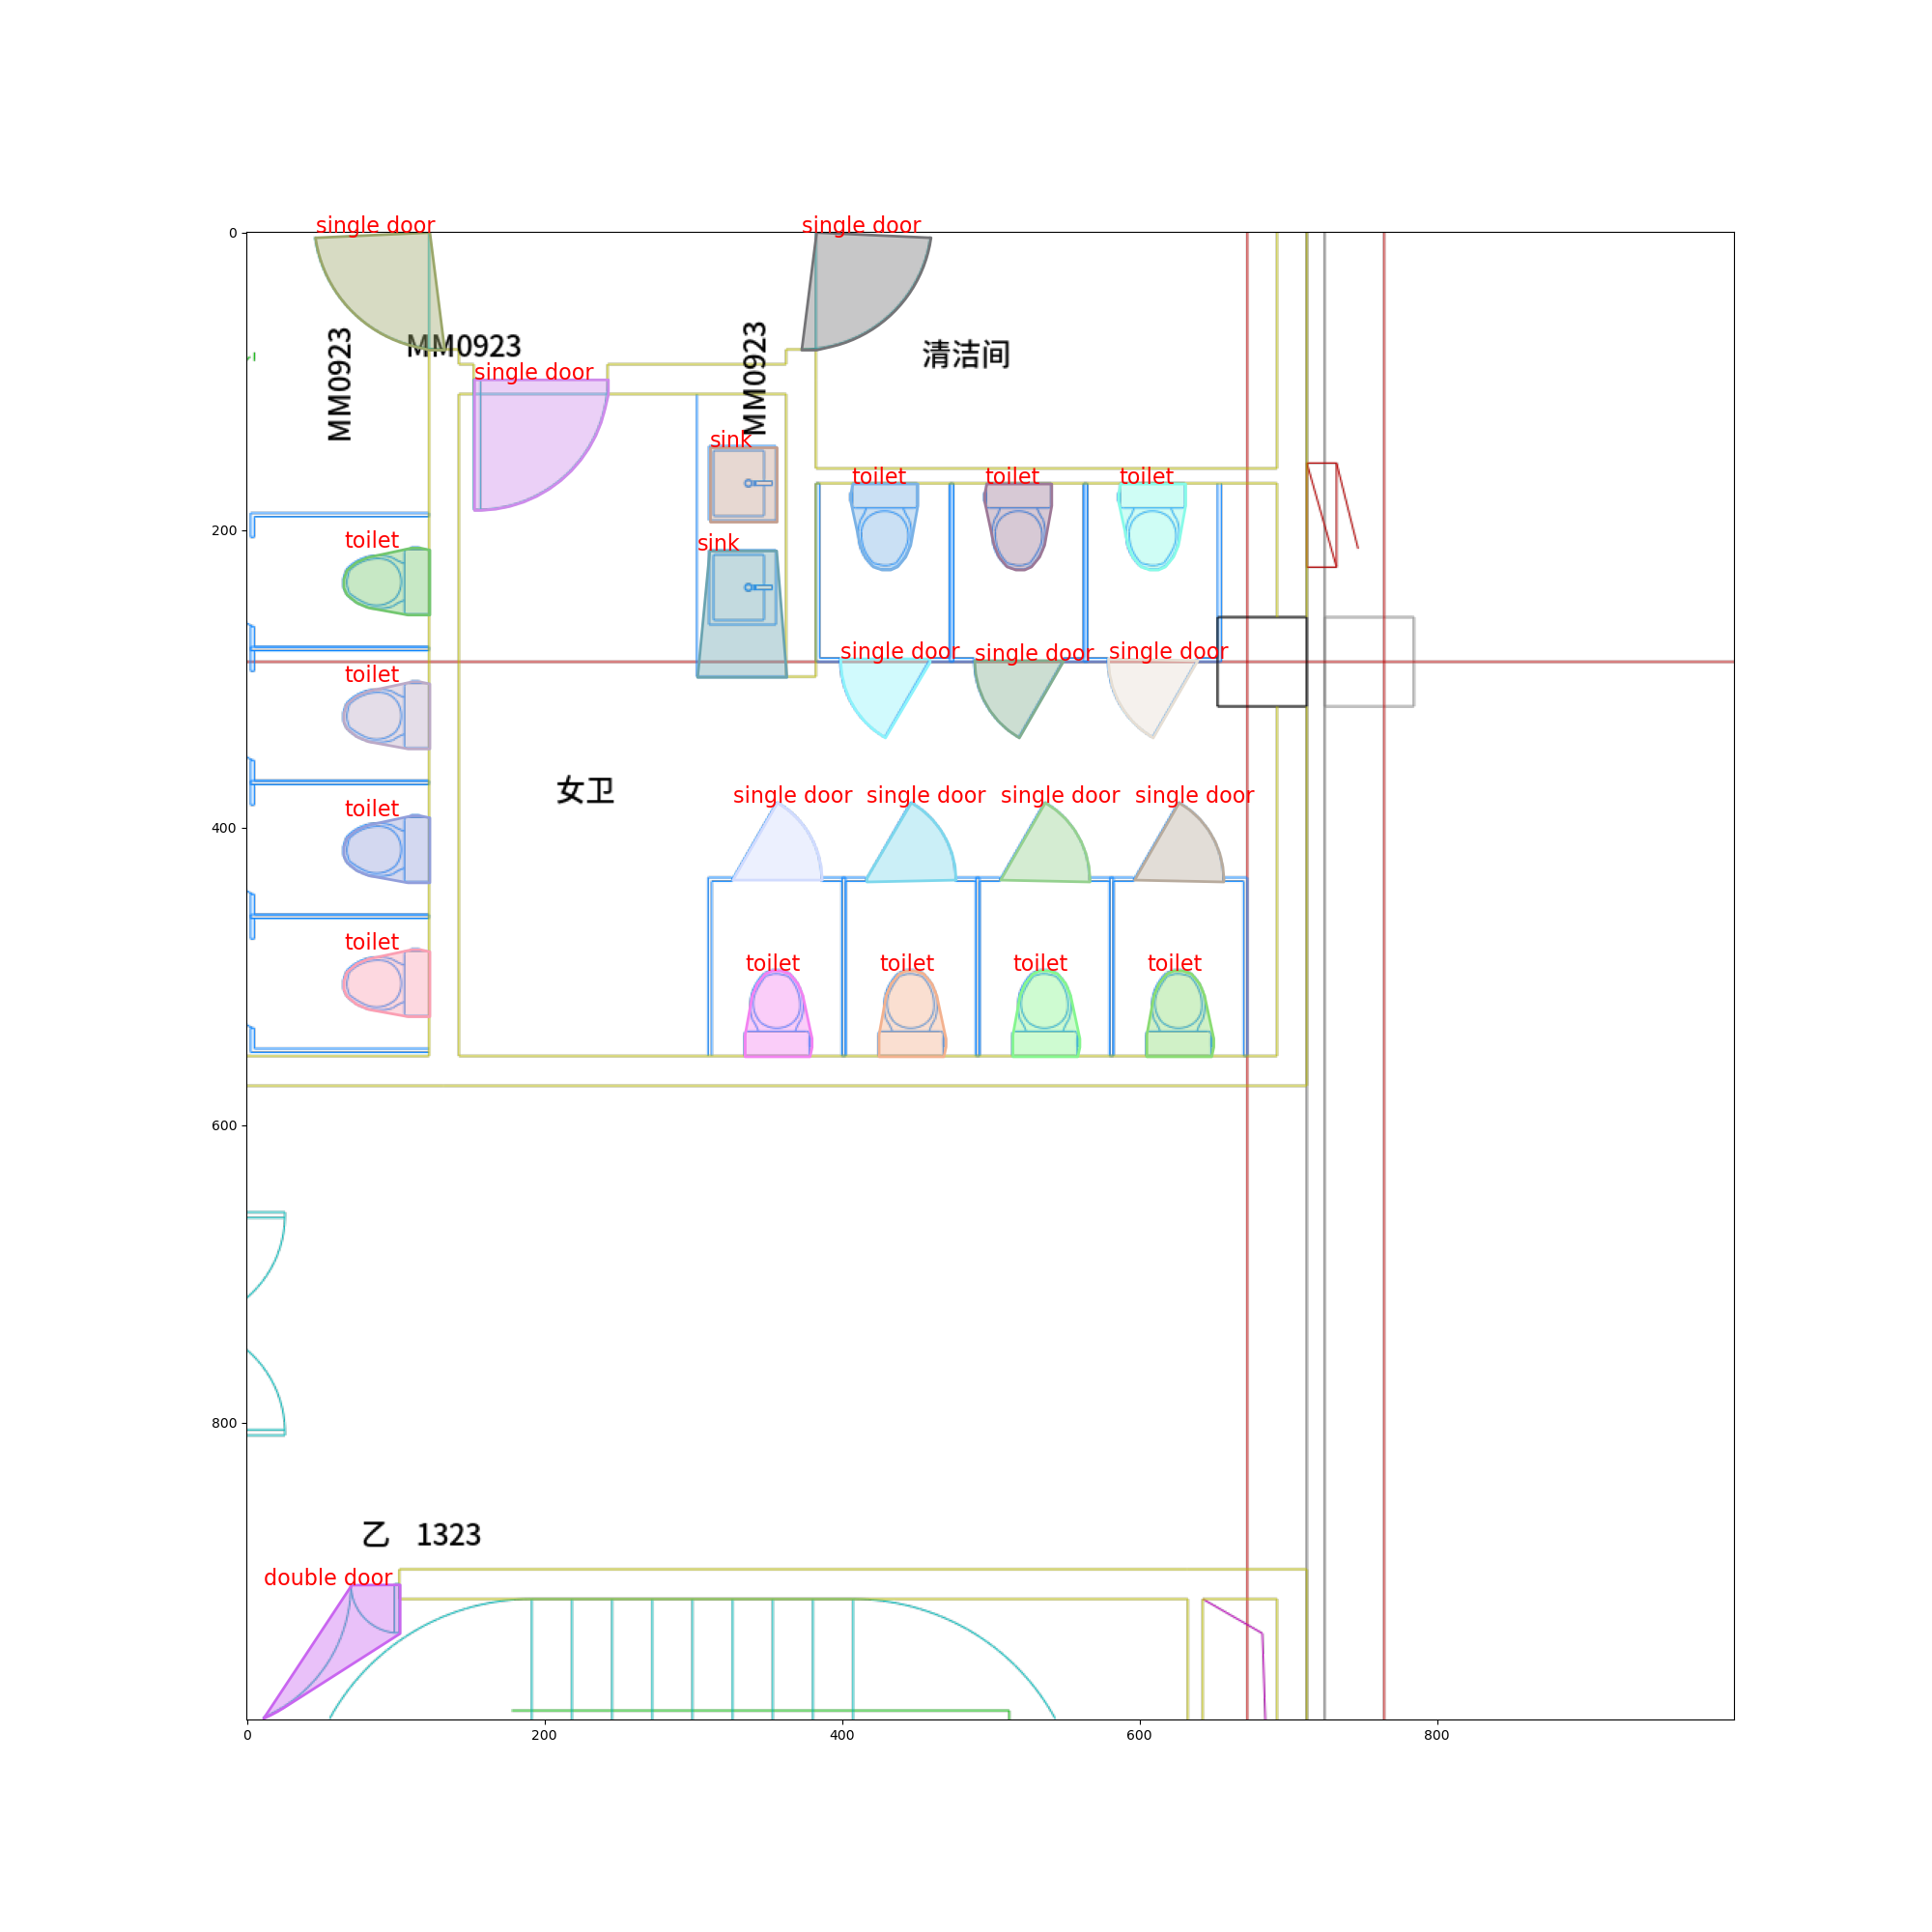 single door
single door
0
MM0923
MM0923
MM0923
清洁间
single door
sink
toilet
toilet
toilet
200
toilet
sink
single door
single door
single door
toilet
女卫
single door
single door
single door
single door
400
toilet
toilet
toilet
toilet
toilet
toilet
600
800
乙 1323
double door
0
200
400
600
800